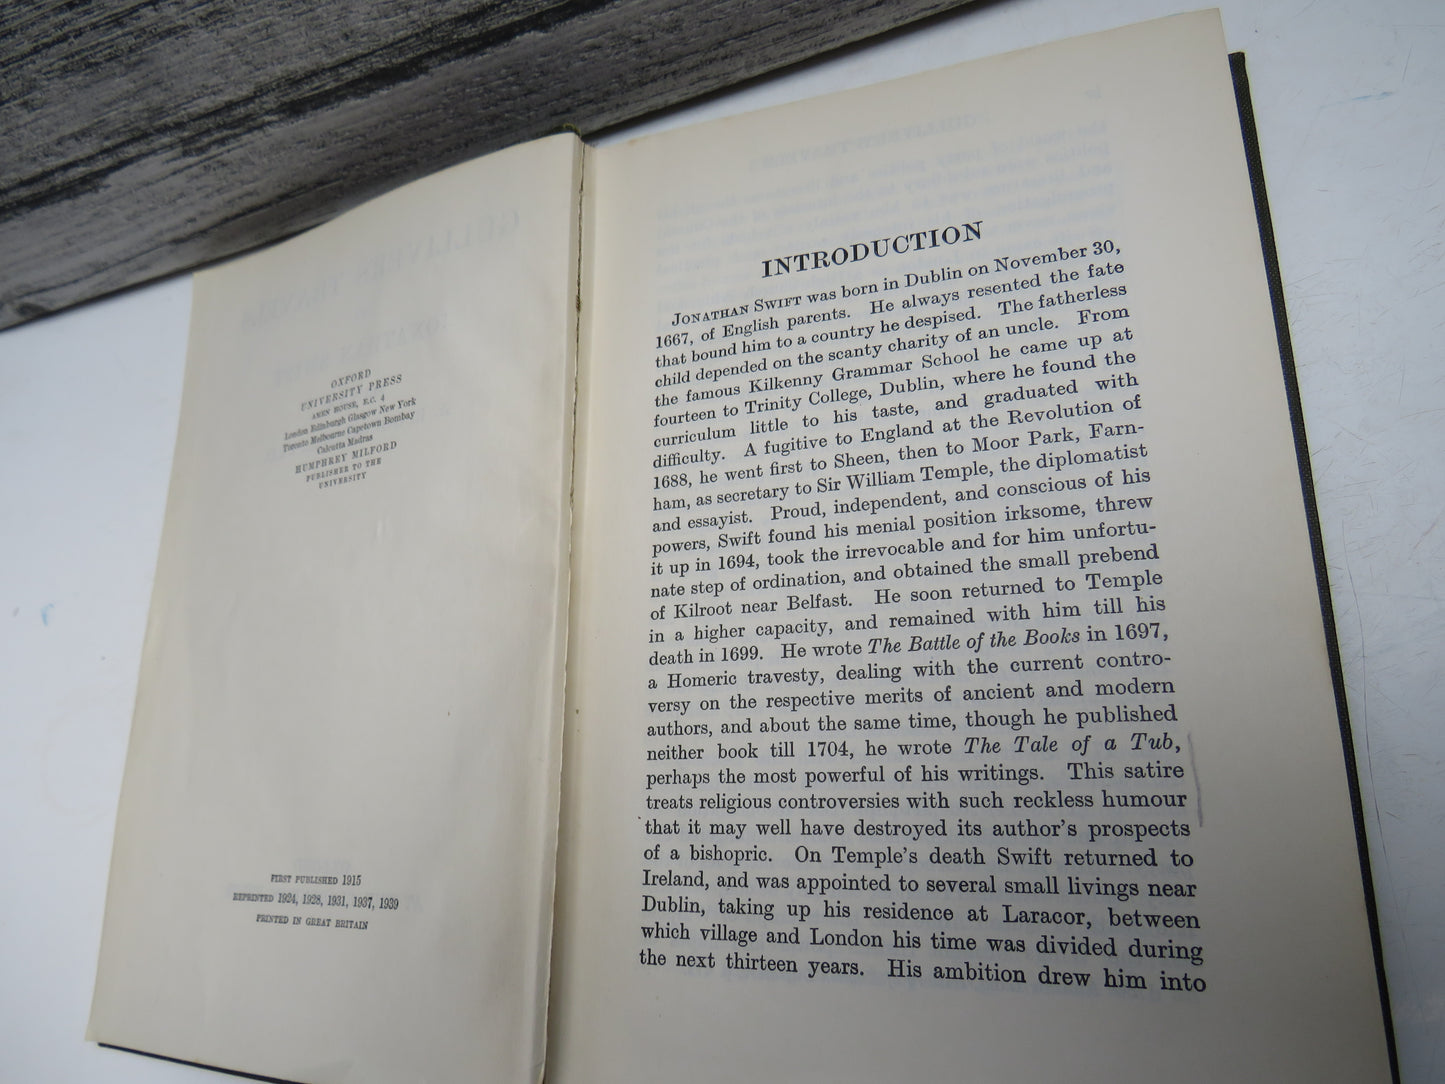 OXFORD
UNIVERSITY PRESS
AMEN HOUSE, E.C. 4
London Edinburgh Glasgow New York
Toronto Melbourne Capetown Bombay
Calcutta Madras
HUMPHREY MILFORD
PUBLISHER TO THE
UNIVERSITY
FIRST PUBLISHED 1915
REPRINTED 1924, 1928, 1931, 1937, 1939
PRINTED IN GREAT BRITAIN
INTRODUCTION
JONATHAN SWIFT was born in Dublin on November 30,
1667, of English parents. He always resented the fate
that bound him to a country he despised. The fatherless
child depended on the scanty charity of an uncle. From
the famous Kilkenny Grammar School he came up at
fourteen to Trinity College, Dublin, where he found the
curriculum little to his taste, and graduated with
difficulty. A fugitive to England at the Revolution of
1688, he went first to Sheen, then to Moor Park, Farn-
ham, as secretary to Sir William Temple, the diplomatist
and essayist. Proud, independent, and conscious of his
powers, Swift found his menial position irksome, threw
it up in 1694, took the irrevocable and for him unfortu-
nate step of ordination, and obtained the small prebend
of Kilroot near Belfast. He soon returned to Temple
in a higher capacity, and remained with him till his
death in 1699. He wrote The Battle of the Books in 1697,
a Homeric travesty, dealing with the current contro-
versy on the respective merits of ancient and modern
authors, and about the same time, though he published
neither book till 1704, he wrote The Tale of a Tub,
perhaps the most powerful of his writings. This satire
treats religious controversies with such reckless humour
that it may well have destroyed its author's prospects
of a bishopric. On Temple's death Swift returned to
Ireland, and was appointed to several small livings near
Dublin, taking up his residence at Laracor, between
which village and London his time was divided during
the next thirteen years. His ambition drew him into